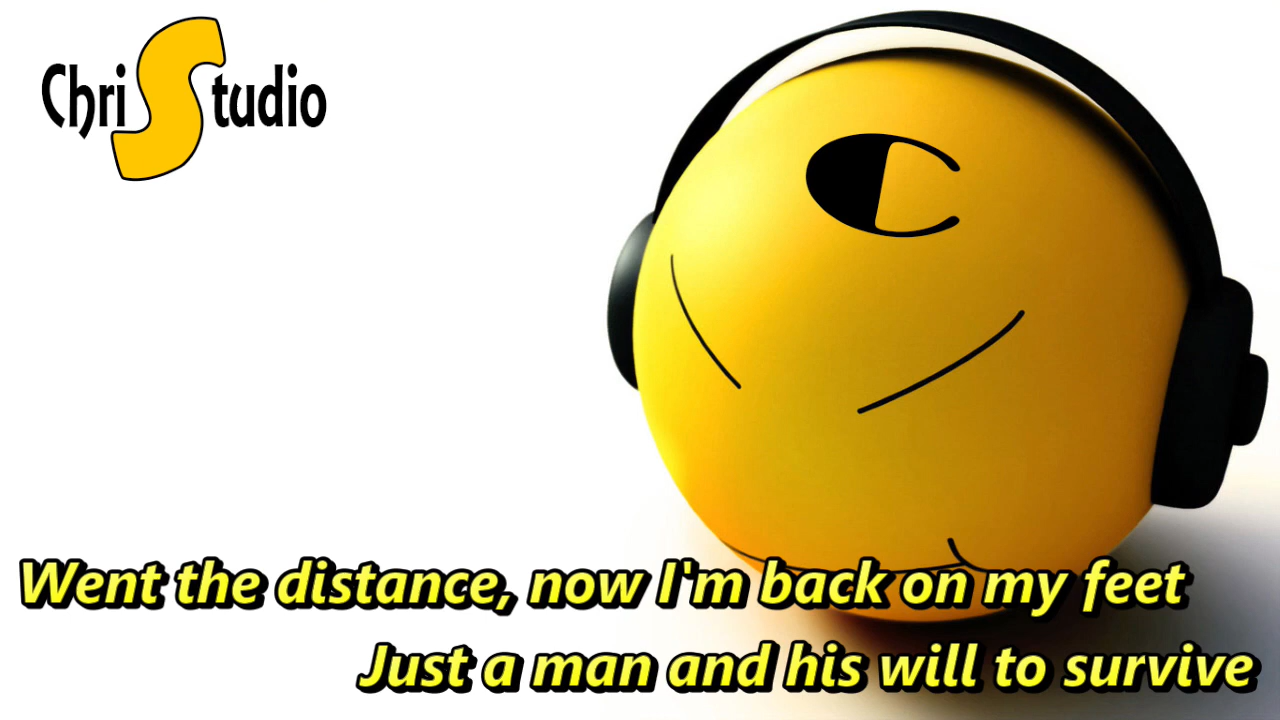 ChriStudio
Went the distance, now I'm back on my feet
Just a man and his will to survive